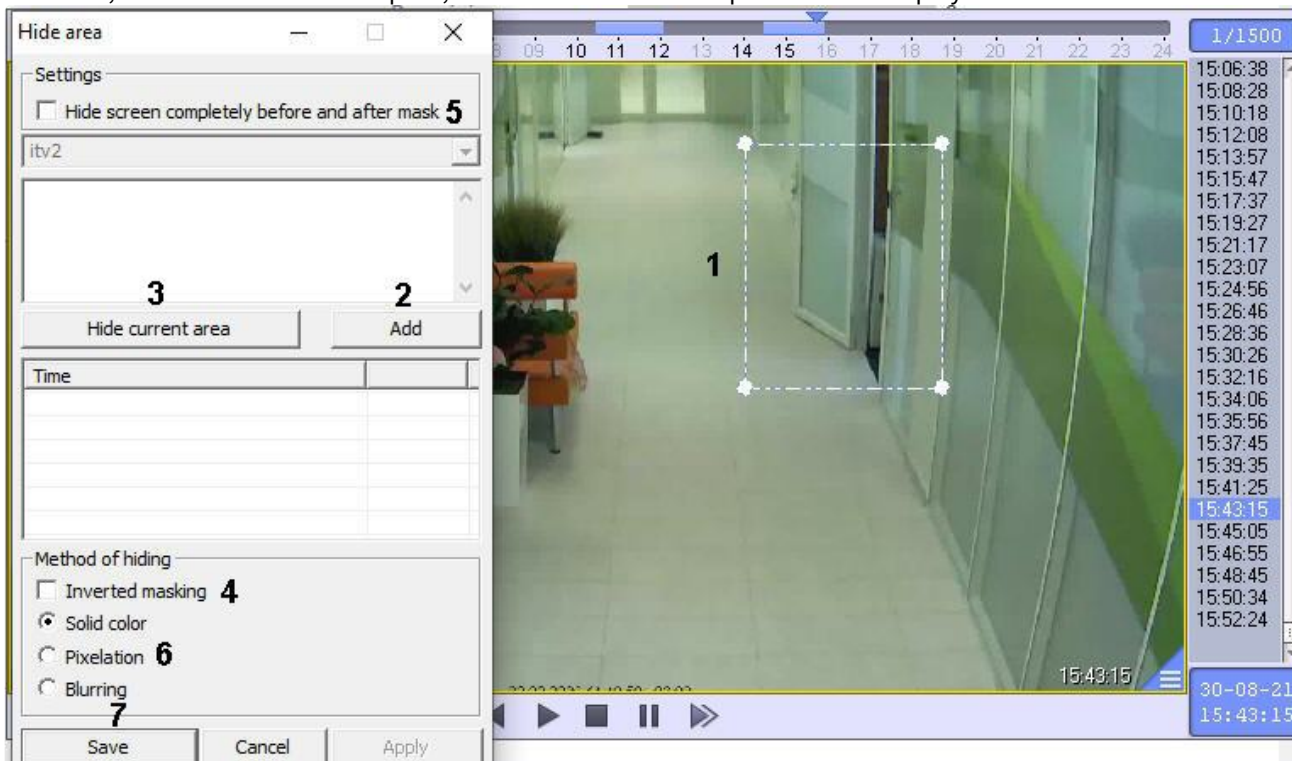 Hide area
Settings
Hide screen completely before and after mask 5
itv2
3 2
Hide current area Add
Time
Method of hiding
Inverted masking 4
Solid color
Pixelation 6
Blurring
7
Save Cancel Apply
09 10 11 12 13 14 15 16 17 18 19 20 21 22 23 24
1
15:43:15
1/1500
15:06:38
15:08:28
15:10:18
15:12:08
15:13:57
15:15:47
15:17:37
15:19:27
15:21:17
15:23:07
15:24:56
15:26:46
15:28:36
15:30:26
15:32:16
15:34:06
15:35:56
15:37:45
15:39:35
15:41:25
15:43:15
15:45:05
15:46:55
15:48:45
15:50:34
15:52:24
30-08-21
15:43:15